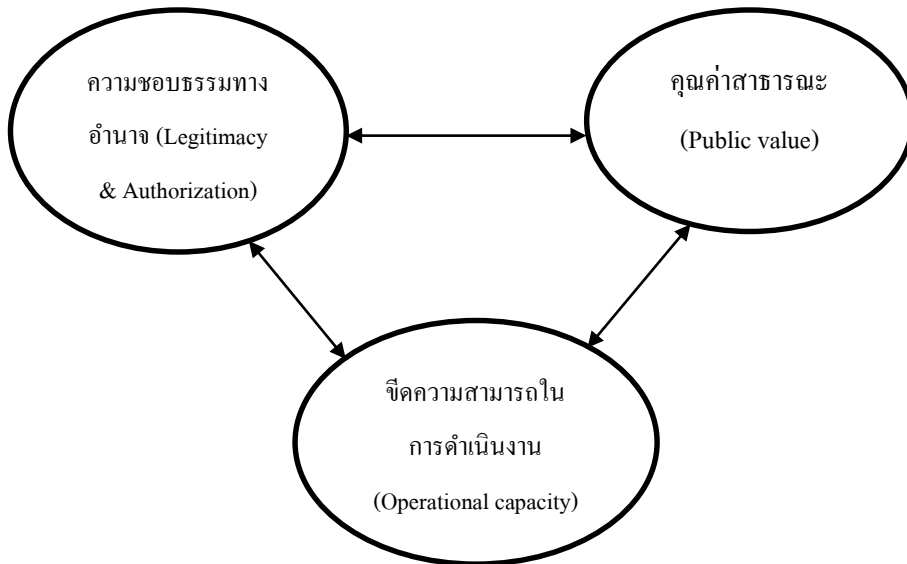 ความชอบธรรมทาง
อำนาจ (Legitimacy
& Authorization)
คุณค่าสาธารณะ
(Public value)
ขีดความสามารถใน
การดำเนินงาน
(Operational capacity)